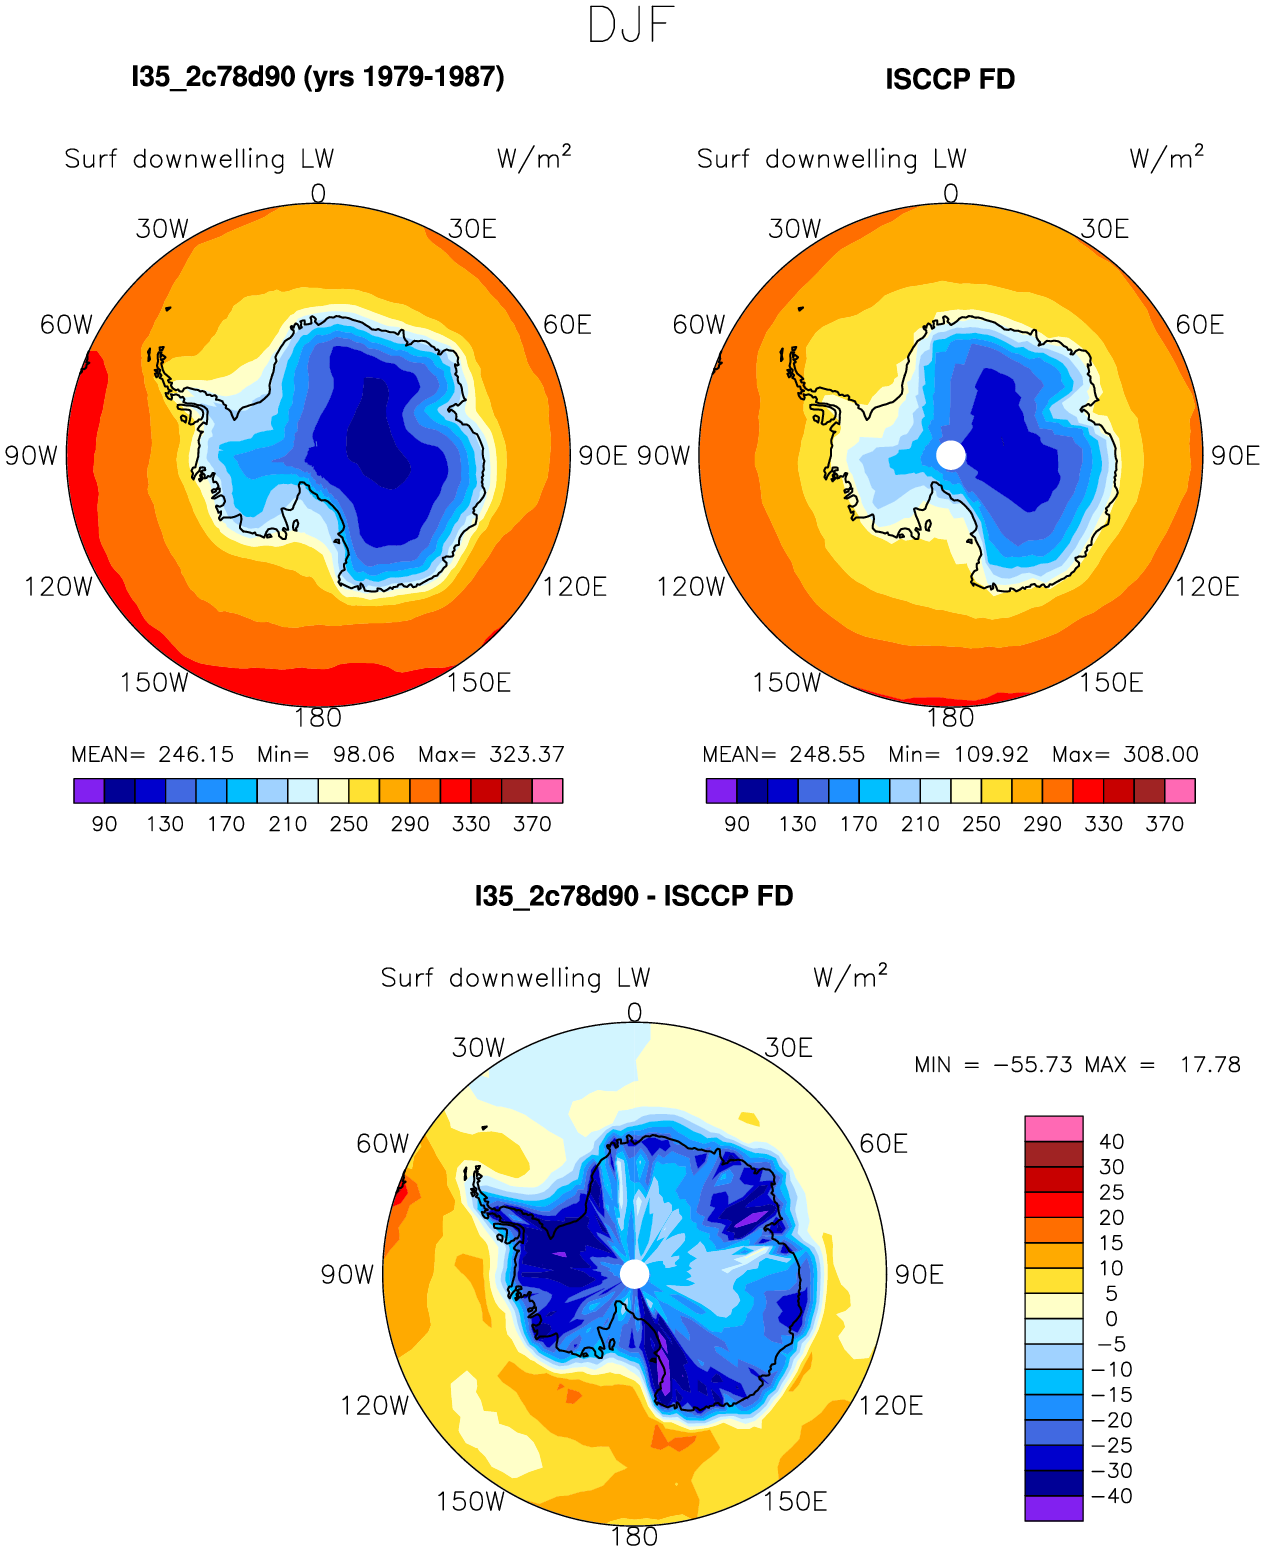 DJF
I35_2c78d90 (yrs 1979-1987)
Surf downwelling LW W/m²
0
30W 30E
60W 60E
90W 90E
120W 120E
150W 150E
180
MEAN= 246.15 Min= 98.06 Max= 323.37
90 130 170 210 250 290 330 370
ISCCP FD
Surf downwelling LW W/m²
0
30W 30E
60W 60E
90W 90E
120W 120E
150W 150E
180
MEAN= 248.55 Min= 109.92 Max= 308.00
90 130 170 210 250 290 330 370
I35_2c78d90 - ISCCP FD
Surf downwelling LW W/m²
0
30W 30E
60W 60E
90W 90E
120W 120E
150W 150E
180
MIN = −55.73 MAX = 17.78
40
30
25
20
15
10
5
0
−5
−10
−15
−20
−25
−30
−40